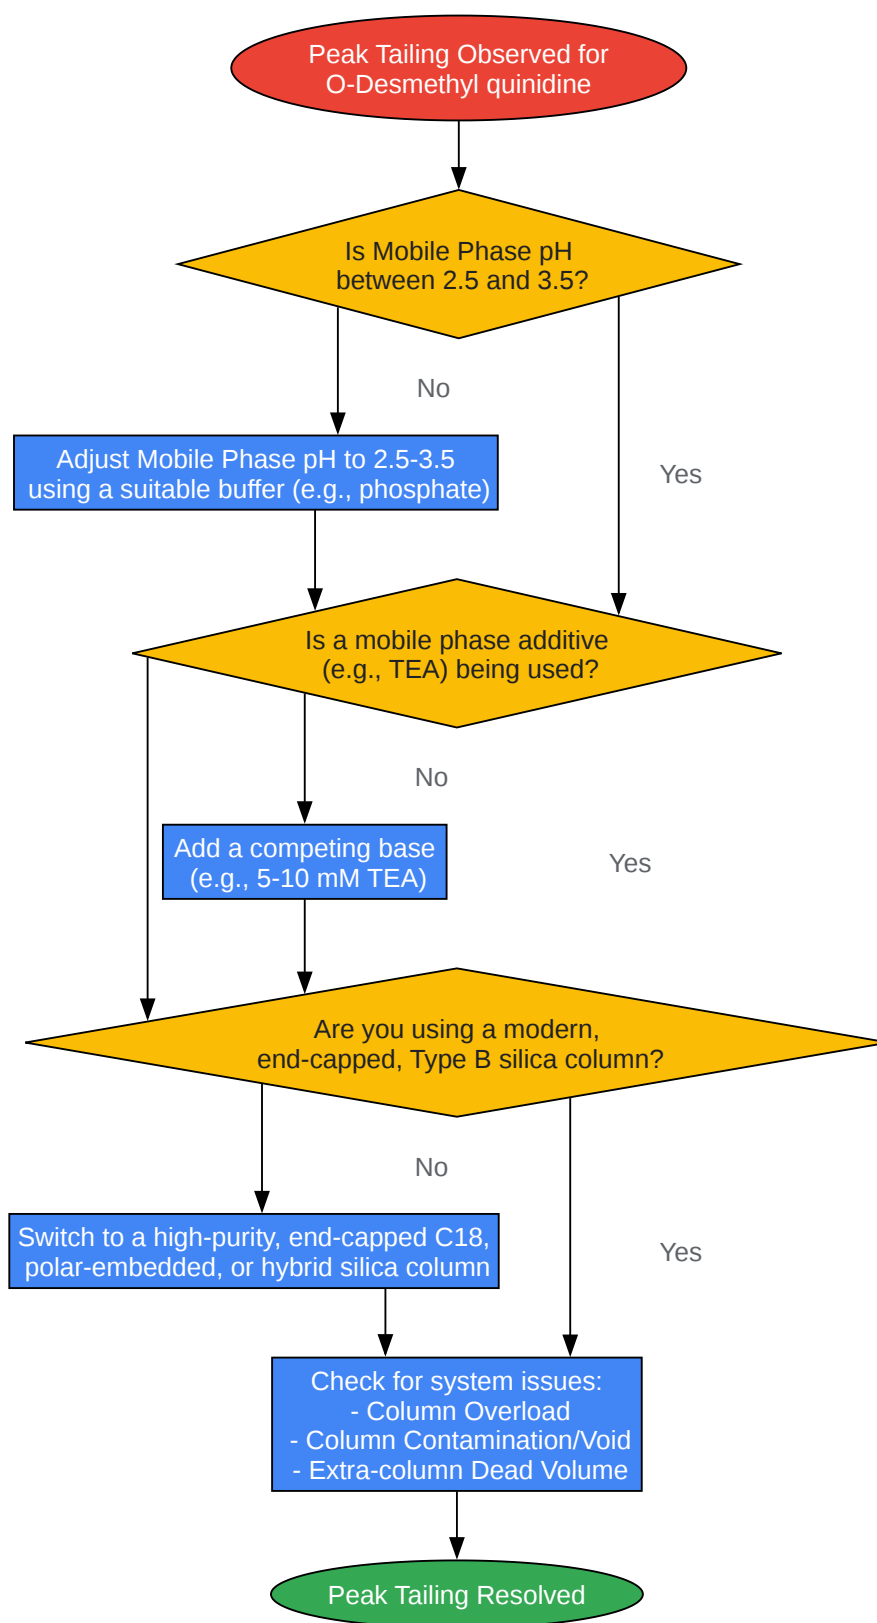 Peak Tailing Observed for
O-Desmethyl quinidine
Is Mobile Phase pH
between 2.5 and 3.5?
No
Adjust Mobile Phase pH to 2.5-3.5
using a suitable buffer (e.g., phosphate)
Yes
Is a mobile phase additive
(e.g., TEA) being used?
No
Add a competing base
(e.g., 5-10 mM TEA)
Yes
Are you using a modern,
end-capped, Type B silica column?
No
Switch to a high-purity, end-capped C18,
polar-embedded, or hybrid silica column
Yes
Check for system issues:
- Column Overload
- Column Contamination/Void
- Extra-column Dead Volume
Peak Tailing Resolved